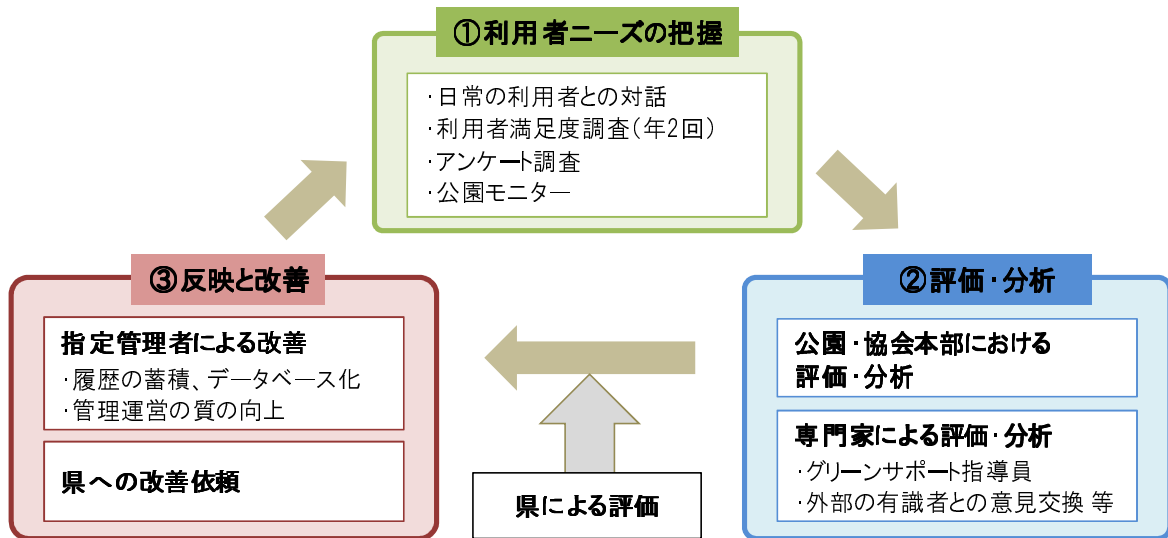 ①利用者ニーズの把握
・日常の利用者との対話
・利用者満足度調査（年2回）
・アンケート調査
・公園モニター
②評価・分析
公園・協会本部における
評価・分析
専門家による評価・分析
・グリーンサポート指導員
・外部の有識者との意見交換 等
③反映と改善
指定管理者による改善
・履歴の蓄積、データベース化
・管理運営の質の向上
県への改善依頼
県による評価